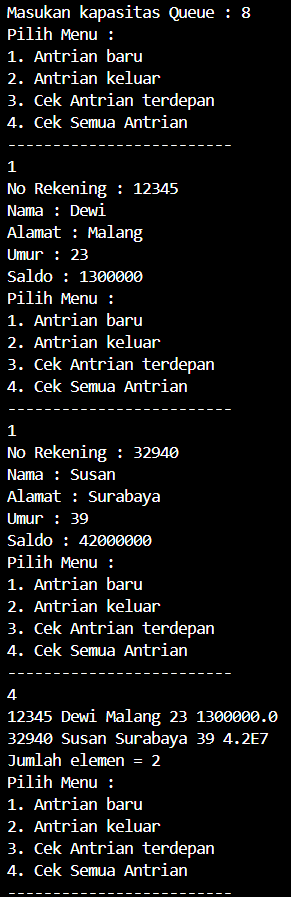 Masukan kapasitas Queue : 8
Pilih Menu :
1. Antrian baru
2. Antrian keluar
3. Cek Antrian terdepan
4. Cek Semua Antrian
-------------------------
1
No Rekening : 12345
Nama : Dewi
Alamat : Malang
Umur : 23
Saldo : 1300000
Pilih Menu :
1. Antrian baru
2. Antrian keluar
3. Cek Antrian terdepan
4. Cek Semua Antrian
-------------------------
1
No Rekening : 32940
Nama : Susan
Alamat : Surabaya
Umur : 39
Saldo : 42000000
Pilih Menu :
1. Antrian baru
2. Antrian keluar
3. Cek Antrian terdepan
4. Cek Semua Antrian
-------------------------
4
12345 Dewi Malang 23 1300000.0
32940 Susan Surabaya 39 4.2E7
Jumlah elemen = 2
Pilih Menu :
1. Antrian baru
2. Antrian keluar
3. Cek Antrian terdepan
4. Cek Semua Antrian
-------------------------